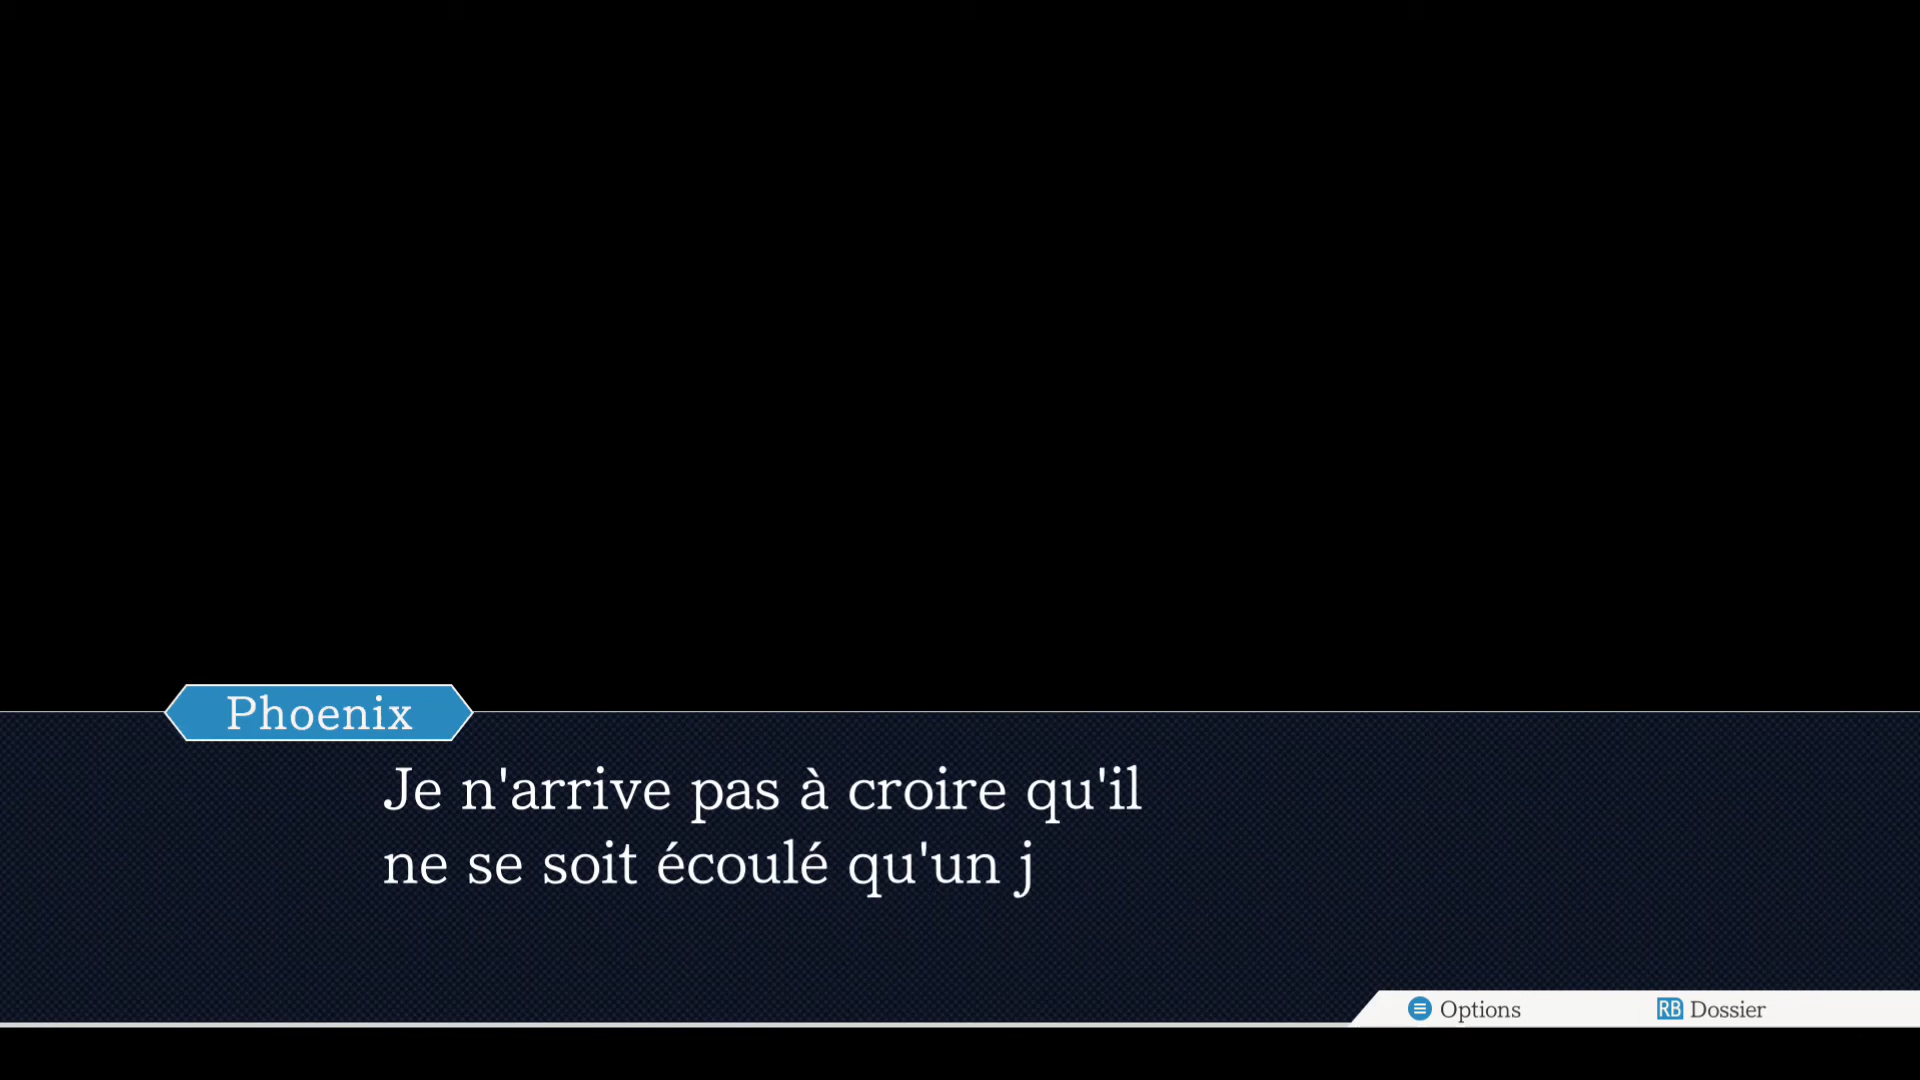 Phoenix
Je n'arrive pas à croire qu'il
ne se soit écoulé qu'un j
Options
RB Dossier